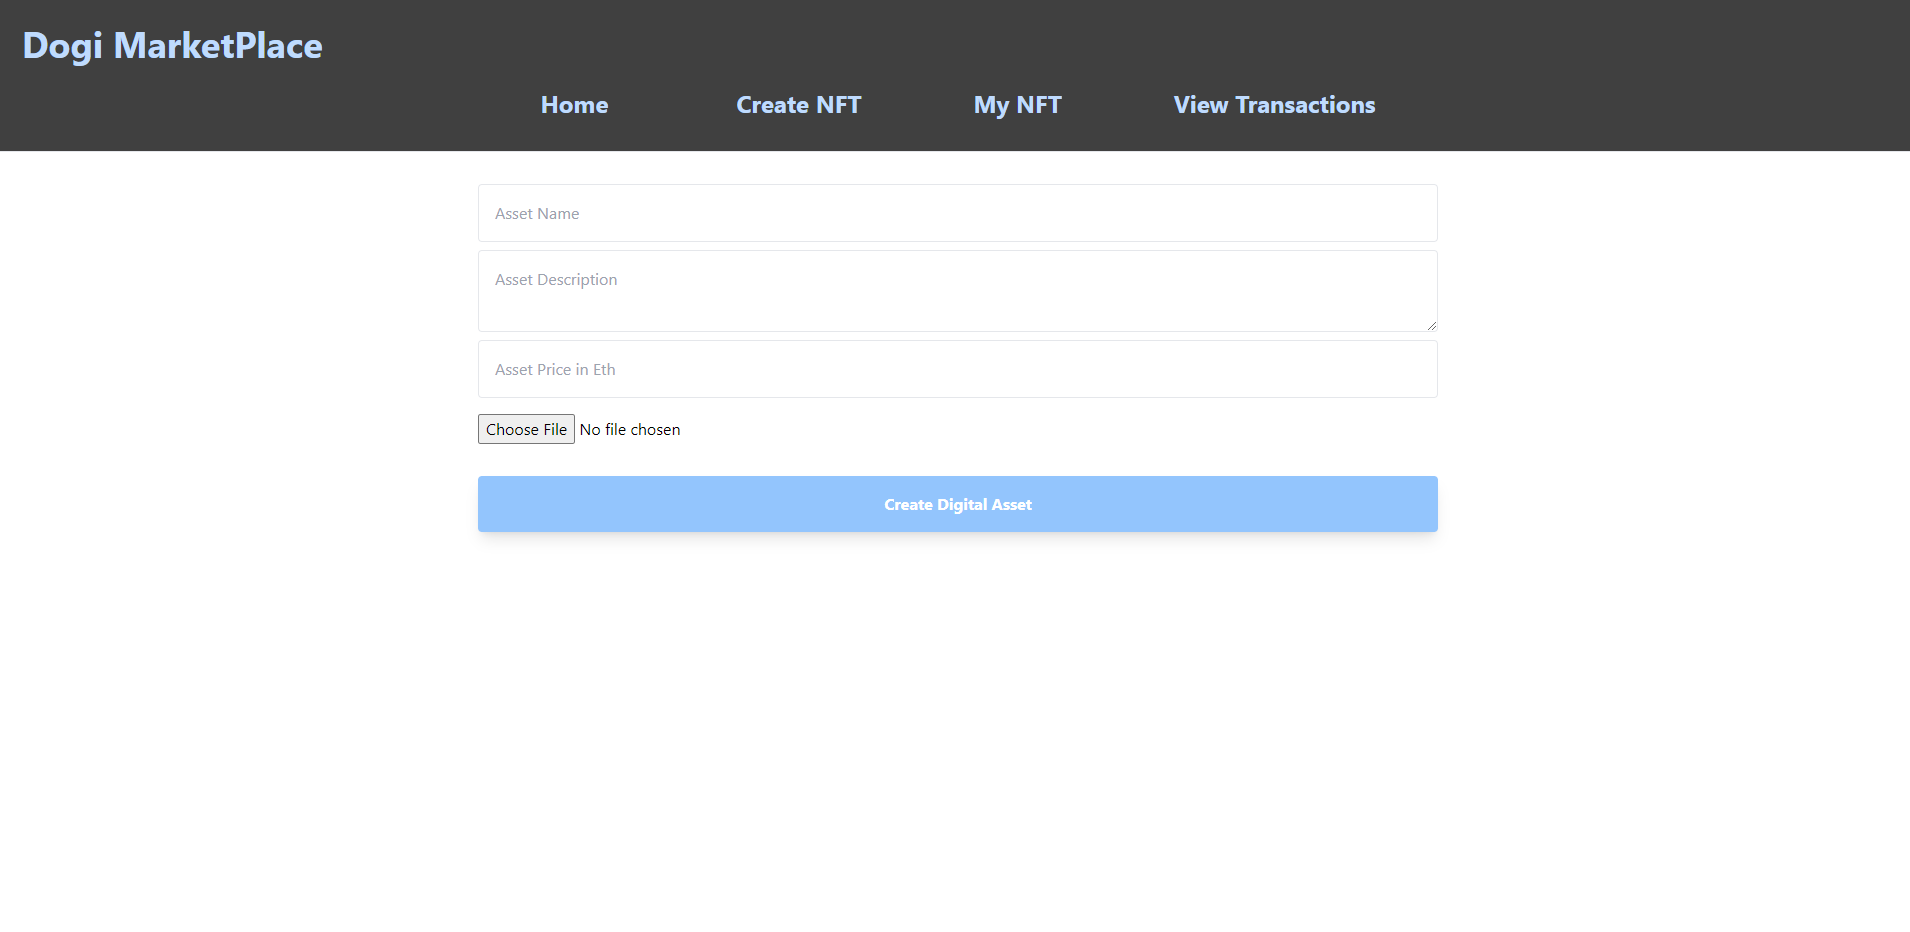 Dogi MarketPlace
Home Create NFT My NFT View Transactions
Asset Name
Asset Description
Asset Price in Eth
Choose File No file chosen
Create Digital Asset